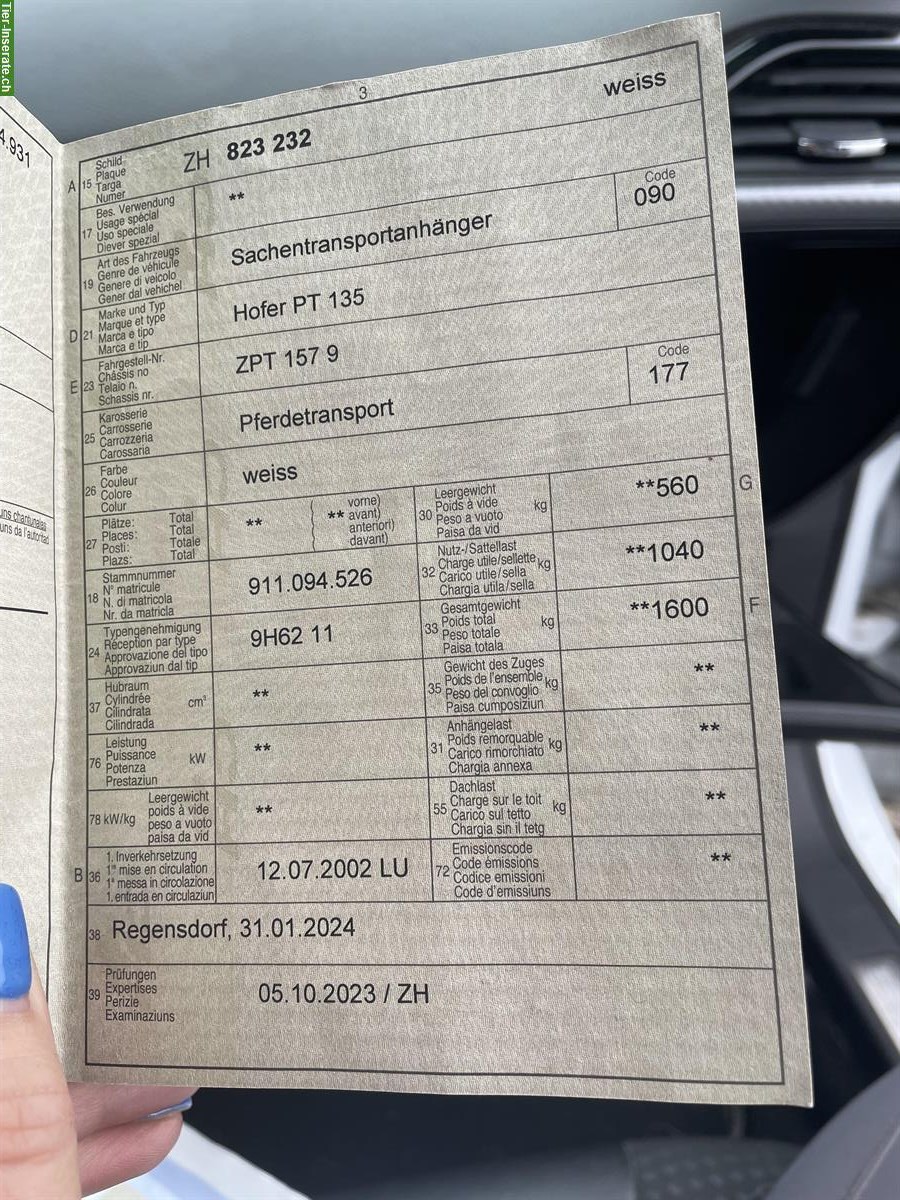 Tier-Inserate.ch
4.931
3
A 15 Schild
Plaque
Targa
Numer
ZH 823 232 weiss
17 Bes. Verwendung
Usage spécial
Uso speciale
Diever spezial
**
19 Art des Fahrzeugs
Genre de véhicule
Genere di veicolo
Gener dal vehichel
Sachentransportanhänger
Code
090
D 21 Marke und Typ
Marque et type
Marca e tipo
Marca e tip
Hofer PT 135
E 23 Fahrgestell-Nr.
Châssis no
Telaio n.
Schassis nr.
ZPT 157 9
25 Karosserie
Carrosserie
Carrozzeria
Carossaria
Pferdetransport
Code
177
26 Farbe
Couleur
Colore
Colur
weiss
27 Plätze: Total
Places: Total
Posti: Totale
Plazs: Total
**
** vorne)
avant)
anteriori)
davant)
30 Leergewicht
Poids à vide
Peso a vuoto
Paisa da vid
kg
**560
G
18 Stammnummer
N° matricule
N. di matricola
Nr. da matricla
911.094.526
32 Nutz-/Sattellast
Charge utile/sellette
Carico utile/sella
Chargia utila/sella
kg
**1040
24 Typengenehmigung
Réception par type
Approvazione del tipo
Approvaziun dal tip
9H62 11
33 Gesamtgewicht
Poids total
Peso totale
Paisa totala
kg
**1600
F
37 Hubraum
Cylindrée
Cilindrata
Cilindrada
cm³
**
35 Gewicht des Zuges
Poids de l'ensemble
Peso del convoglio
Paisa cumposiziun
kg
**
76 Leistung
Puissance
Potenza
Prestaziun
kW
**
31 Anhängelast
Poids remorquable
Carico rimorchiato
Chargia annexa
kg
**
78 kW/kg Leergewicht
poids à vide
peso a vuoto
paisa da vid
**
55 Dachlast
Charge sur le toit
Carico sul tetto
Chargia sin il tetg
kg
**
B 36 1. Inverkehrsetzung
1re mise en circulation
1a messa in circolazione
1. entrada en circulaziun
12.07.2002 LU
72 Emissionscode
Code émissions
Codice emissioni
Code d'emissiuns
**
38 Regensdorf, 31.01.2024
39 Prüfungen
Expertises
Perizie
Examinaziuns
05.10.2023 / ZH